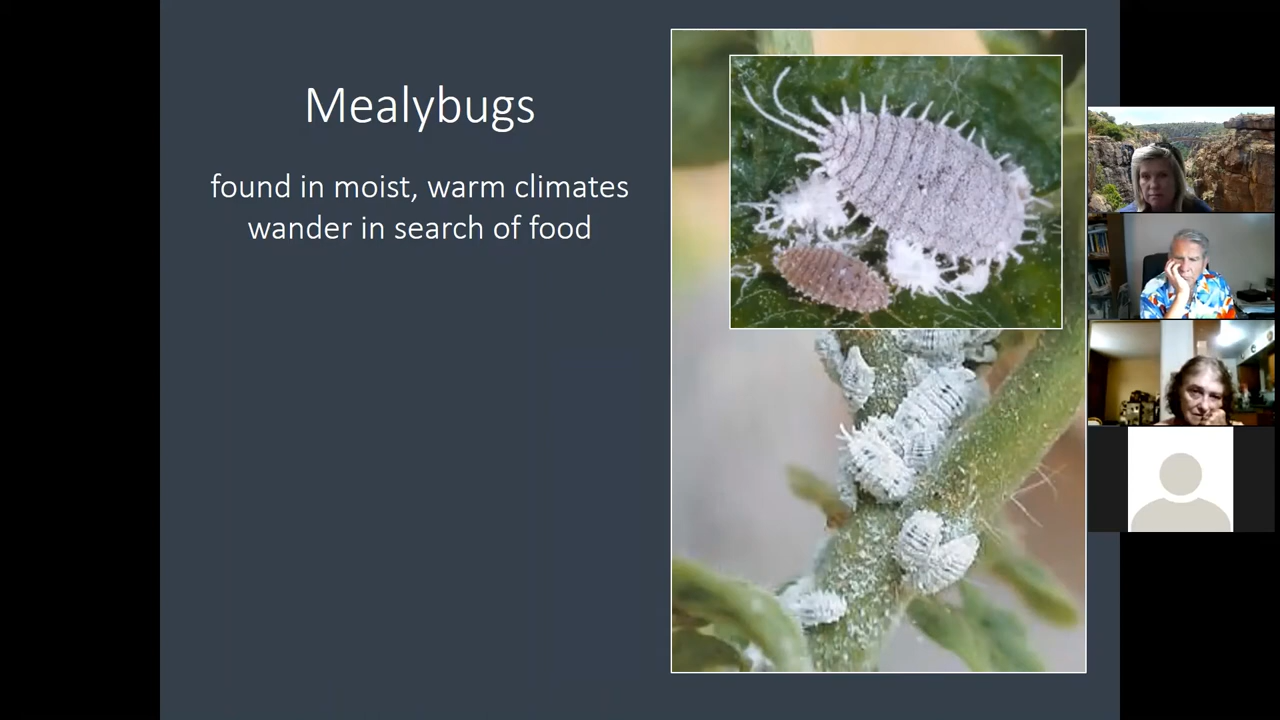 Mealybugs
found in moist, warm climates
wander in search of food